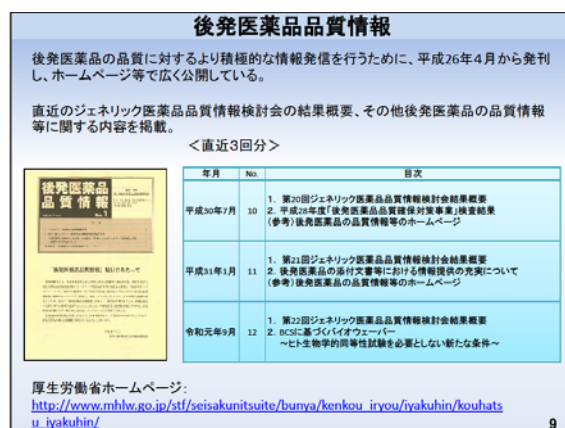 後発医薬品品質情報
後発医薬品の品質に対するより積極的な情報発信を行うために、平成26年4月から発刊
し、ホームページ等で広く公開している。
直近のジェネリック医薬品品質情報検討会の結果概要、その他後発医薬品の品質情報
等に関する内容を掲載。
＜直近3回分＞
後発医薬品
品質情報
No.1
「後発医薬品品質情報」発刊にあたって
年月 No. 目次
平成30年7月 10
1. 第20回ジェネリック医薬品品質情報検討会結果概要
2. 平成28年度「後発医薬品品質確保対策事業」検査結果
(参考)後発医薬品の品質情報等のホームページ
平成31年1月 11
1. 第21回ジェネリック医薬品品質情報検討会結果概要
2. 後発医薬品の添付文書等における情報提供の充実について
(参考)後発医薬品の品質情報等のホームページ
令和元年9月 12
1. 第22回ジェネリック医薬品品質情報検討会結果概要
2. BCSに基づくバイオウェーバー
～ヒト生物学的同等性試験を必要としない新たな条件～
厚生労働省ホームページ:
http://www.mhlw.go.jp/stf/seisakunitsuite/bunya/kenkou_iryou/iyakuhin/kouhats
u_iyakuhin/
9